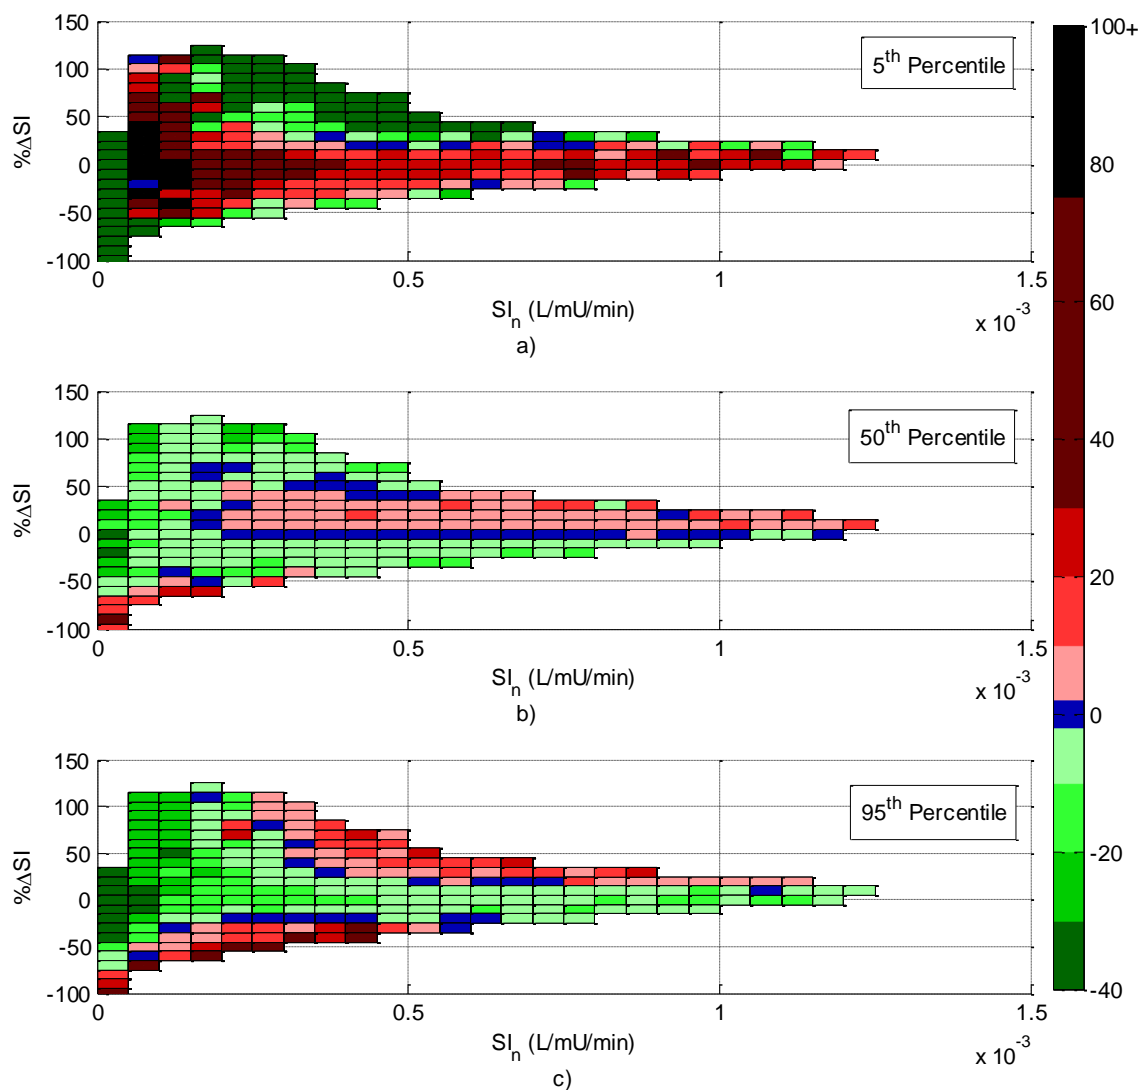 150
100
50
0
-50
-100
%ΔSI
5th Percentile
0
0.5
1
1.5
SIn (L/mU/min)
x 10-3
a)
150
100
50
0
-50
-100
%ΔSI
50th Percentile
0
0.5
1
1.5
SIn (L/mU/min)
x 10-3
b)
150
100
50
0
-50
-100
%ΔSI
95th Percentile
0
0.5
1
1.5
SIn (L/mU/min)
x 10-3
c)
100+
80
60
40
20
0
-20
-40